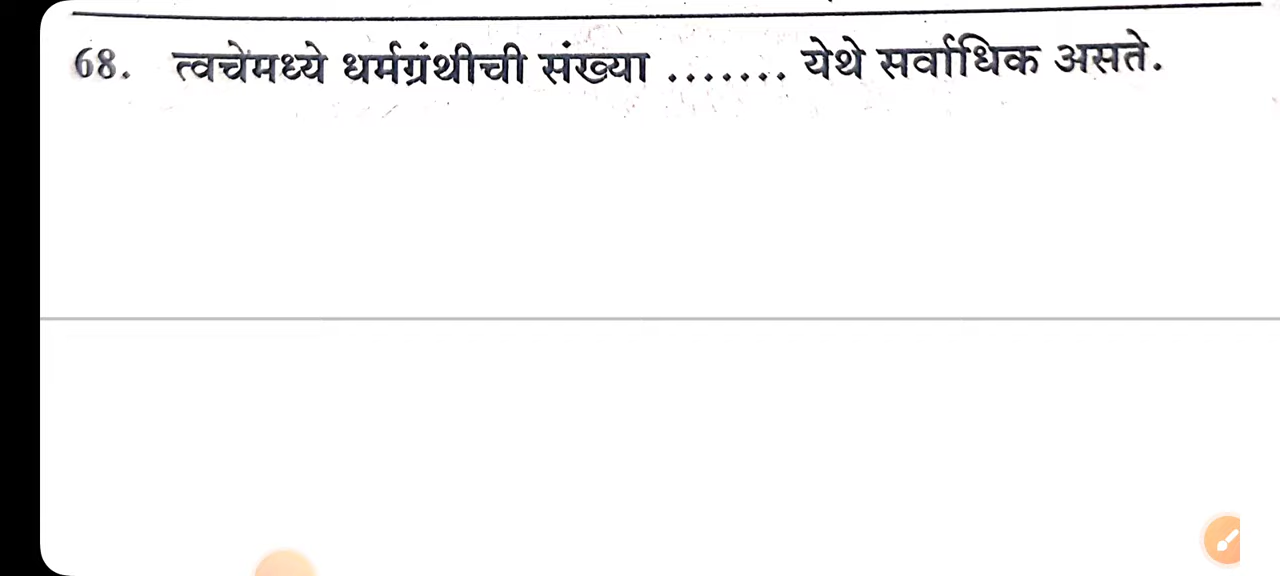 68. त्वचेमध्ये धर्मग्रंथीची संख्या ....... येथे सर्वाधिक असते.